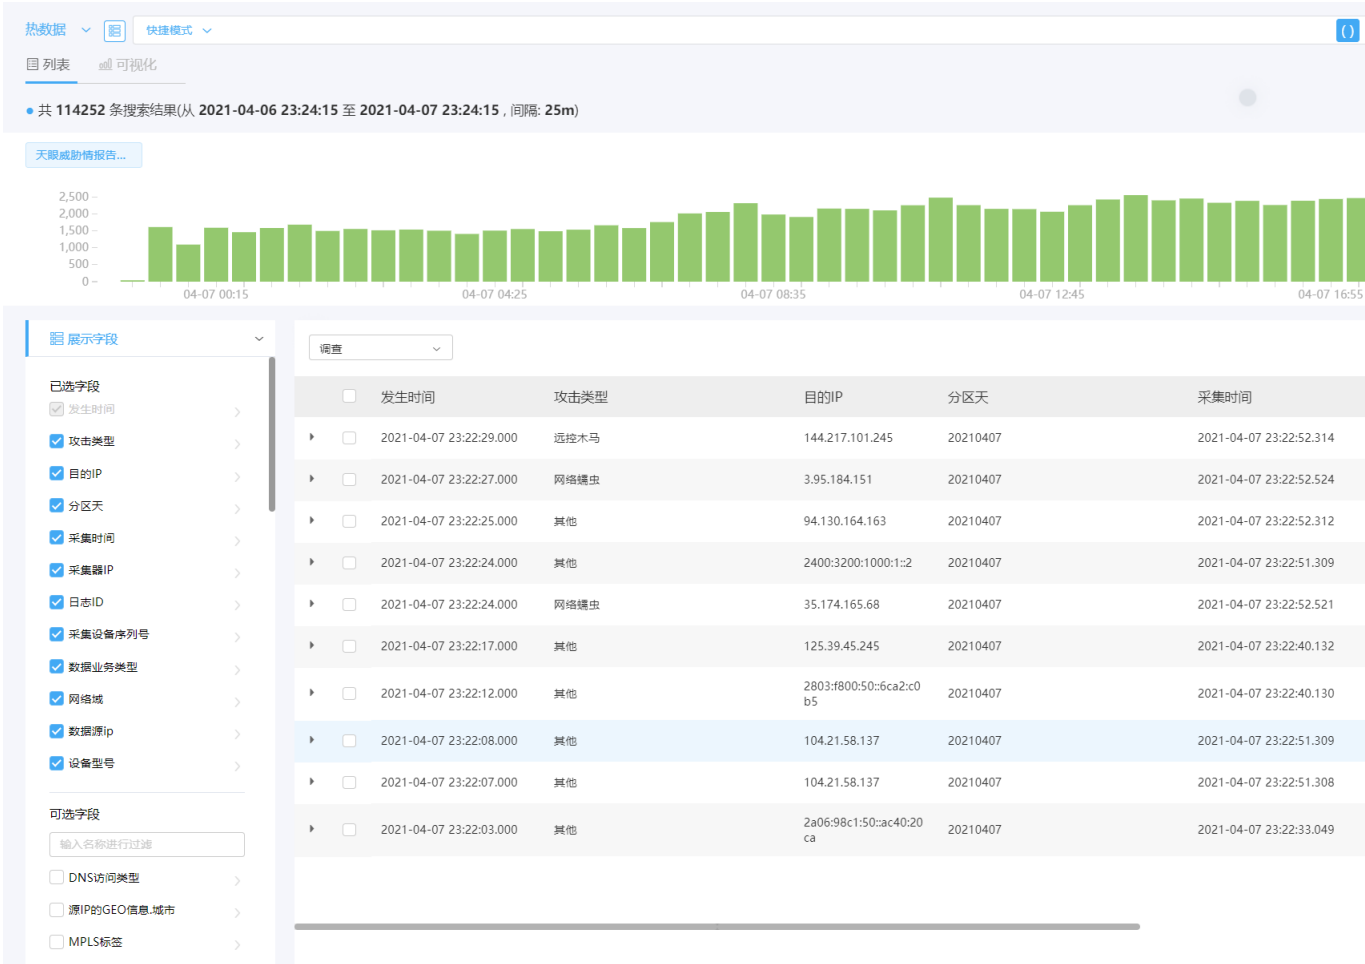 热数据 快捷模式 ( )
列表 可视化
共 114252 条搜索结果(从 2021-04-06 23:24:15 至 2021-04-07 23:24:15 , 间隔: 25m)
天眼威胁情报告...
2,500
2,000
1,500
1,000
500
0
04-07 00:15 04-07 04:25 04-07 08:35 04-07 12:45 04-07 16:55
展示字段
已选字段
发生时间
攻击类型
目的IP
分区天
采集时间
采集器IP
日志ID
采集设备序列号
数据业务类型
网络域
数据源ip
设备型号
可选字段
输入名称进行过滤
DNS访问类型
源IP的GEO信息.城市
MPLS标签
调查
发生时间 攻击类型 目的IP 分区天 采集时间
2021-04-07 23:22:29.000 远控木马 144.217.101.245 20210407 2021-04-07 23:22:52.314
2021-04-07 23:22:27.000 网络蠕虫 3.95.184.151 20210407 2021-04-07 23:22:52.524
2021-04-07 23:22:25.000 其他 94.130.164.163 20210407 2021-04-07 23:22:52.312
2021-04-07 23:22:24.000 其他 2400:3200:1000:1::2 20210407 2021-04-07 23:22:51.309
2021-04-07 23:22:24.000 网络蠕虫 35.174.165.68 20210407 2021-04-07 23:22:52.521
2021-04-07 23:22:17.000 其他 125.39.45.245 20210407 2021-04-07 23:22:40.132
2021-04-07 23:22:12.000 其他 2803:f800:50::6ca2:c0
b5 20210407 2021-04-07 23:22:40.130
2021-04-07 23:22:08.000 其他 104.21.58.137 20210407 2021-04-07 23:22:51.309
2021-04-07 23:22:07.000 其他 104.21.58.137 20210407 2021-04-07 23:22:51.308
2021-04-07 23:22:03.000 其他 2a06:98c1:50::ac40:20
ca 20210407 2021-04-07 23:22:33.049